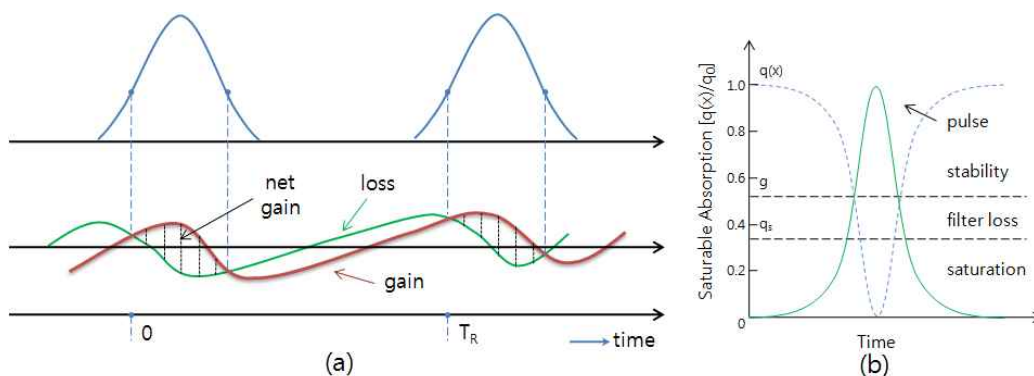 net
gain
loss
gain
0
T_R
time
(a)
Saturable Absorption [q(x)/q₀]
q(x)
1.0
0.8
0.6
g
0.4
q_s
0.2
0
pulse
stability
filter loss
saturation
Time
(b)